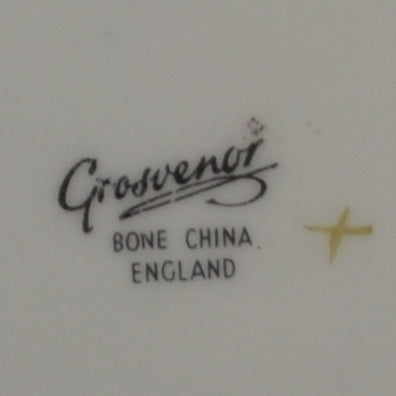 Grosvenor
BONE CHINA.
ENGLAND